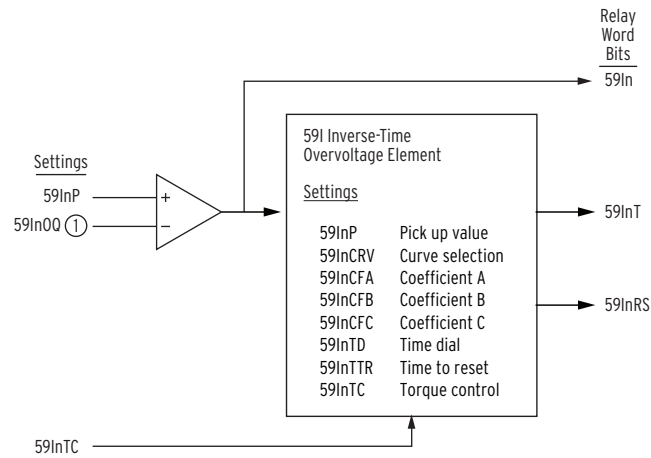 Relay
Word
Bits
59In
59I Inverse-Time
Overvoltage Element
Settings
Settings
59InP
+
59InOQ 1
−
59InP Pick up value
59InCRV Curve selection
59InCFA Coefficient A
59InCFB Coefficient B
59InCFC Coefficient C
59InTD Time dial
59InTTR Time to reset
59InTC Torque control
59InT
59InRS
59InTC